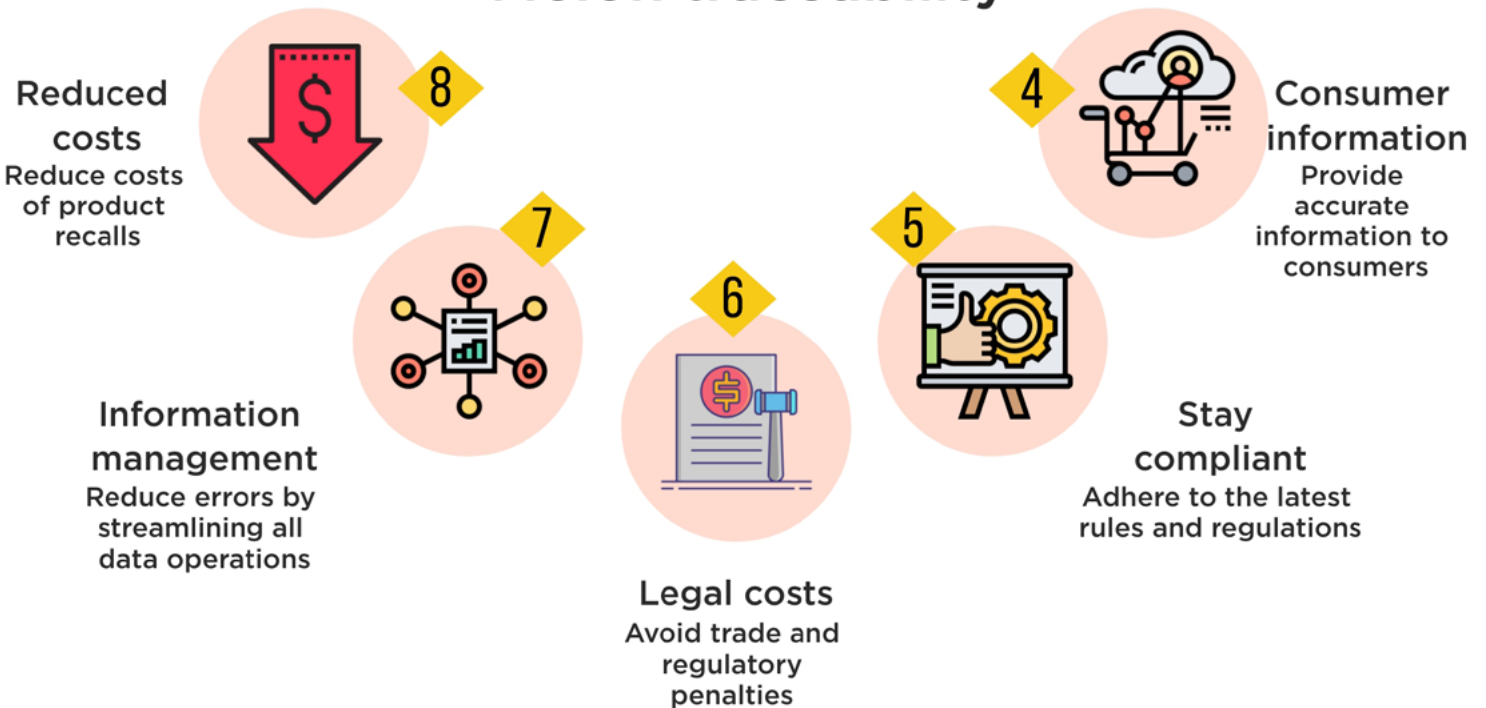 traceability
8
Reduced
costs
Reduce costs
of product
recalls
4
Consumer
information
Provide
accurate
information to
consumers
7
Information
management
Reduce errors by
streamlining all
data operations
5
Stay
compliant
Adhere to the latest
rules and regulations
6
Legal costs
Avoid trade and
regulatory
penalties